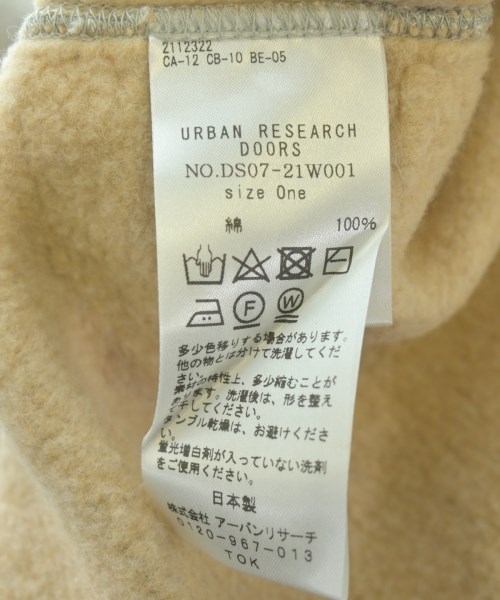 2112322
CA-12 CB-10 BE-05
URBAN RESEARCH
DOORS
NO.DS07-21W001
size One
綿 100%
F W
多少色移りする場合があります。
他の物とは分けて洗濯してくだ
さい。
素材の特性上、多少縮むことが
あります。洗濯後は、形を整え
て干してください。
タンブル乾燥は、お避けくださ
い。
蛍光増白剤が入っていない洗剤
をご使用ください。
日本製
株式会社 アーバンリサーチ
0120-967-013
TOK